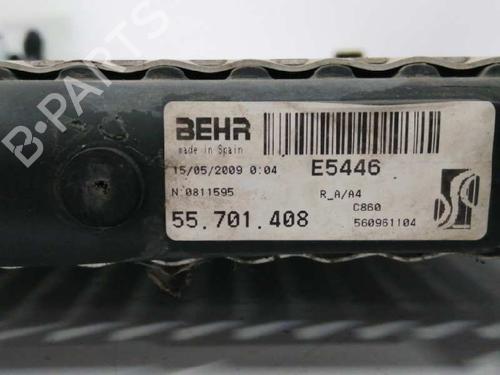 B-PARTS
BEHR
made in Spain
15/05/2009 0:04 E5446
N:0811595 R_A/A4
C860
55.701.408 560961104